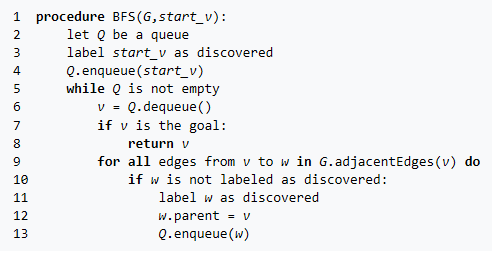 1 procedure BFS(G,start_v):
2     let Q be a queue
3     label start_v as discovered
4     Q.enqueue(start_v)
5     while Q is not empty
6         v = Q.dequeue()
7         if v is the goal:
8             return v
9         for all edges from v to w in G.adjacentEdges(v) do
10             if w is not labeled as discovered:
11                 label w as discovered
12                 w.parent = v
13                 Q.enqueue(w)